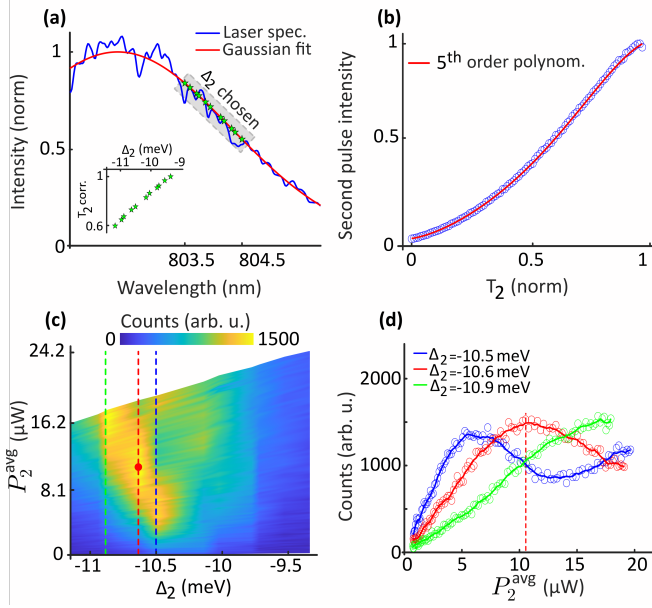 (a)
Laser spec.
Gaussian fit
Δ2 chosen
Intensity (norm)
1
0.5
0
Δ2 (meV)
-11 -10 -9
T2 corr.
1
0.6
803.5 804.5
Wavelength (nm)
(b)
5th order polynom.
Second pulse intensity
1
0.5
0
0 0.5 1
T2 (norm)
(c)
Counts (arb. u.)
0 1500
P2avg (µW)
24.2
16.2
8.1
0
-11 -10.5 -10 -9.5
Δ2 (meV)
(d)
Δ2=-10.5 meV
Δ2=-10.6 meV
Δ2=-10.9 meV
Counts (arb. u.)
2000
1000
0
0 5 10 15 20
P2avg (µW)